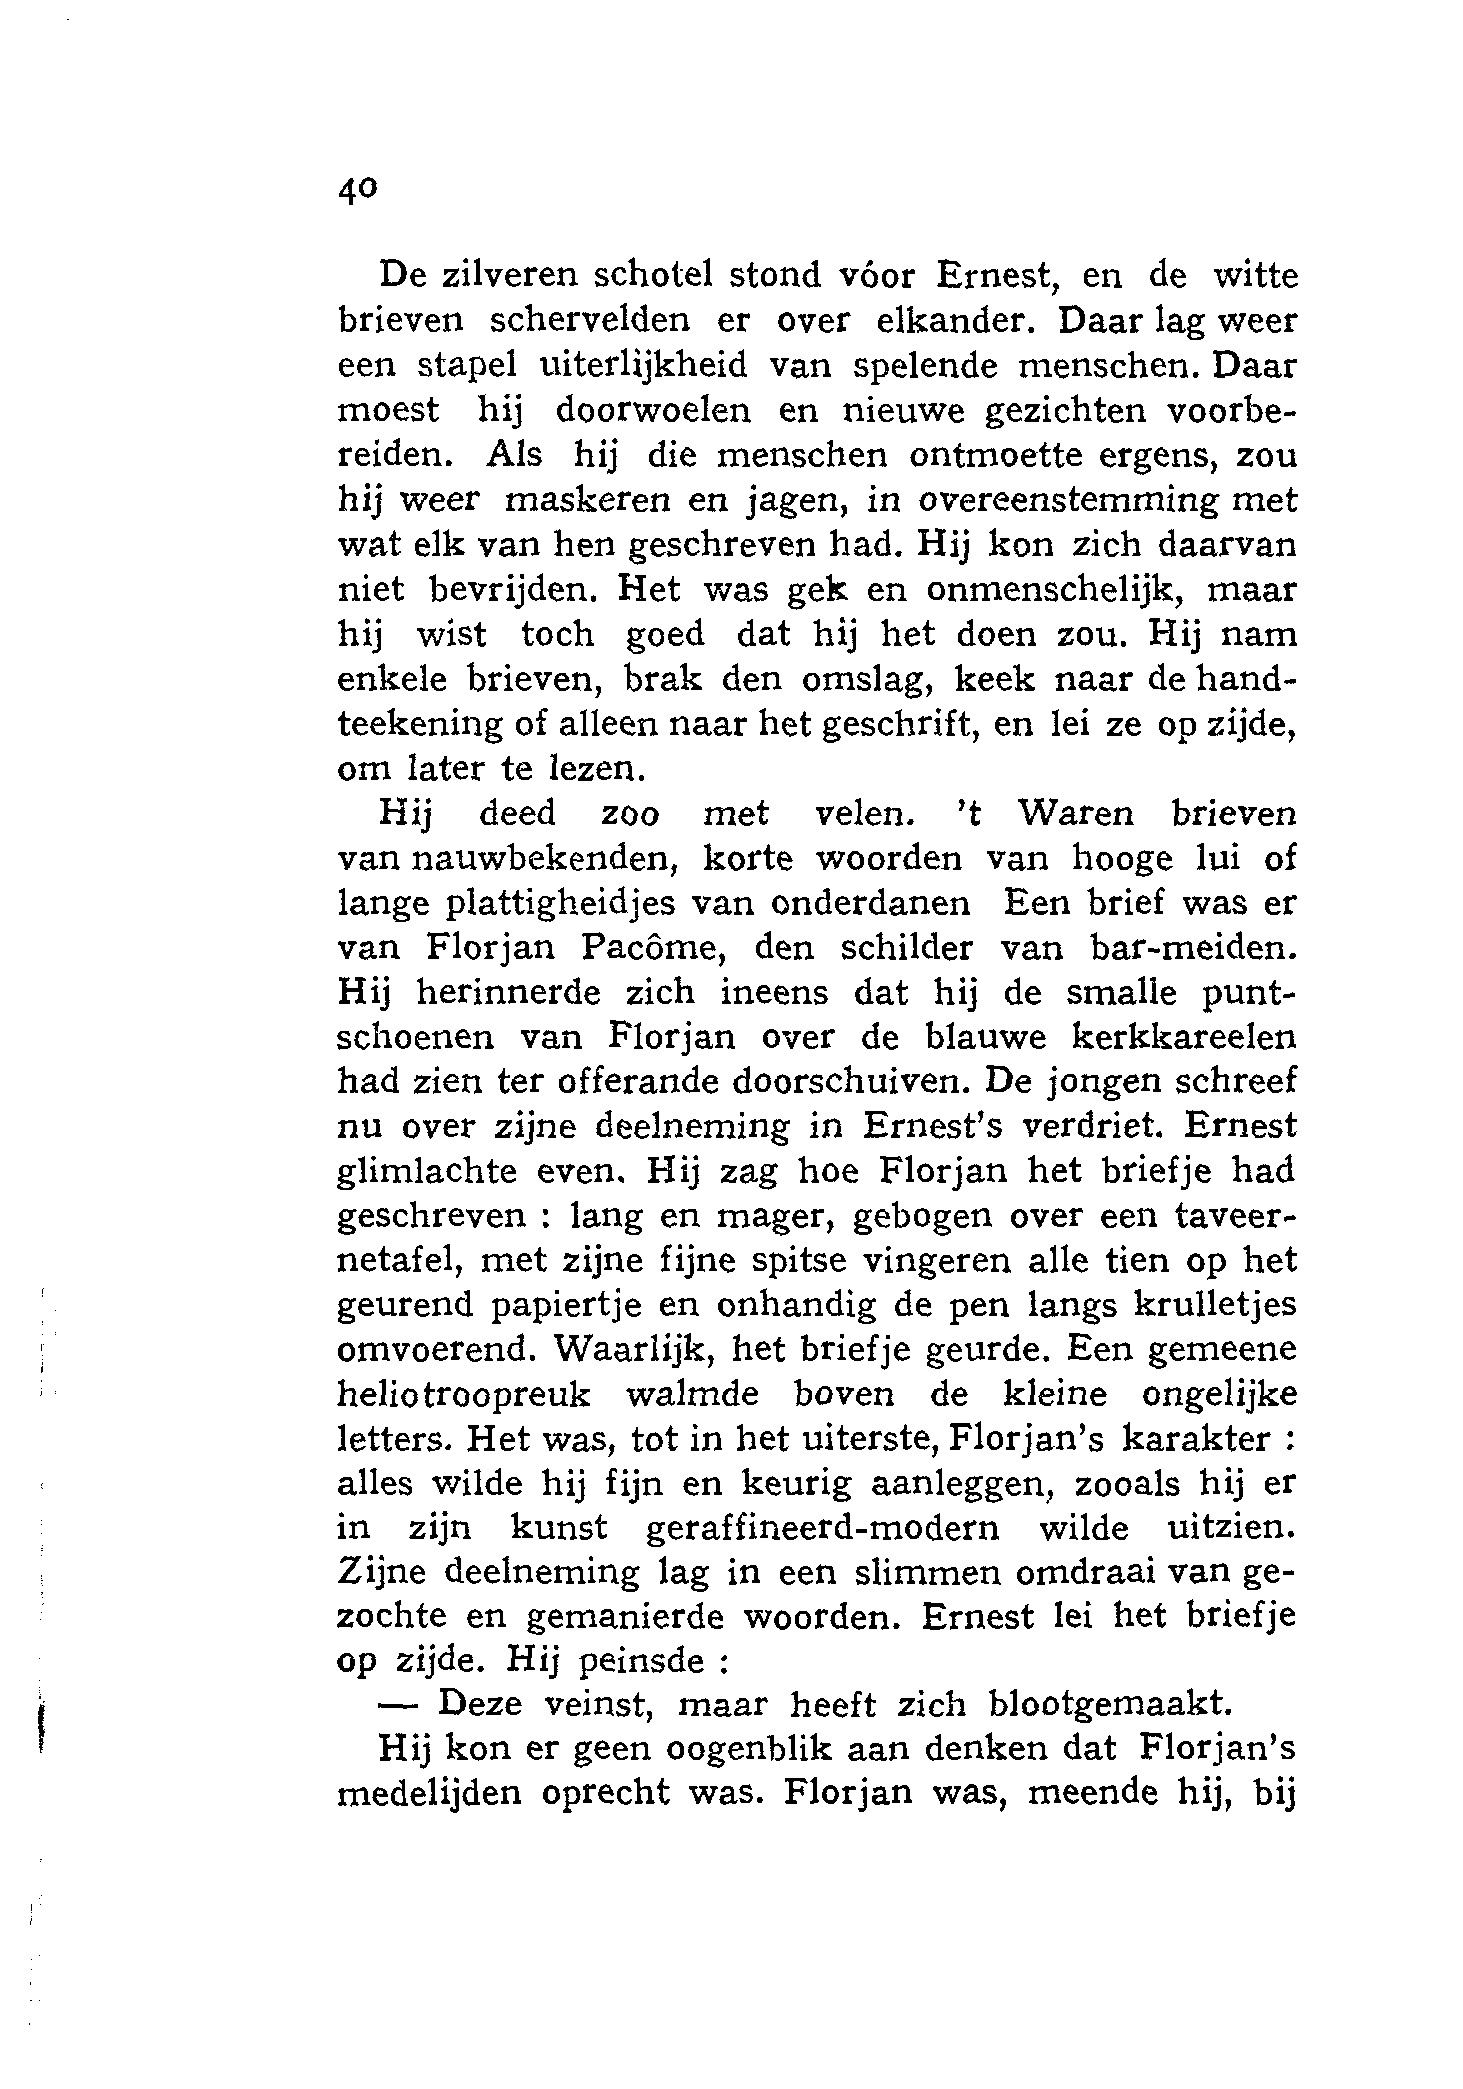 40
De zilveren schotel stond vóor Ernest, en de witte
brieven schervelden er over elkander. Daar lag weer
een stapel uiterlijkheid van spelende menschen. Daar
moest hij doorwoelen en nieuwe gezichten voorbe-
reiden. Als hij die menschen ontmoette ergens, zou
hij weer maskeren en jagen, in overeenstemming met
wat elk van hen geschreven had. Hij kon zich daarvan
niet bevrijden. Het was gek en onmenschelijk, maar
hij wist toch goed dat hij het doen zou. Hij nam
enkele brieven, brak den omslag, keek naar de hand-
teekening of alleen naar het geschrift, en lei ze op zijde,
om later te lezen.
Hij deed zoo met velen. 't Waren brieven
van nauwbekenden, korte woorden van hooge lui of
lange plattigheidjes van onderdanen Een brief was er
van Florjan Pacôme, den schilder van bar-meiden.
Hij herinnerde zich ineens dat hij de smalle punt-
schoenen van Florjan over de blauwe kerkkareelen
had zien ter offerande doorschuiven. De jongen schreef
nu over zijne deelneming in Ernest's verdriet. Ernest
glimlachte even. Hij zag hoe Florjan het briefje had
geschreven : lang en mager, gebogen over een taveer-
netafel, met zijne fijne spitse vingeren alle tien op het
geurend papiertje en onhandig de pen langs krulletjes
omvoerend. Waarlijk, het briefje geurde. Een gemeene
heliotroopreuk walmde boven de kleine ongelijke
letters. Het was, tot in het uiterste, Florjan's karakter :
alles wilde hij fijn en keurig aanleggen, zooals hij er
in zijn kunst geraffineerd-modern wilde uitzien.
Zijne deelneming lag in een slimmen omdraai van ge-
zochte en gemanierde woorden. Ernest lei het briefje
op zijde. Hij peinsde :
— Deze veinst, maar heeft zich blootgemaakt.
Hij kon er geen oogenblik aan denken dat Florjan's
medelijden oprecht was. Florjan was, meende hij, bij